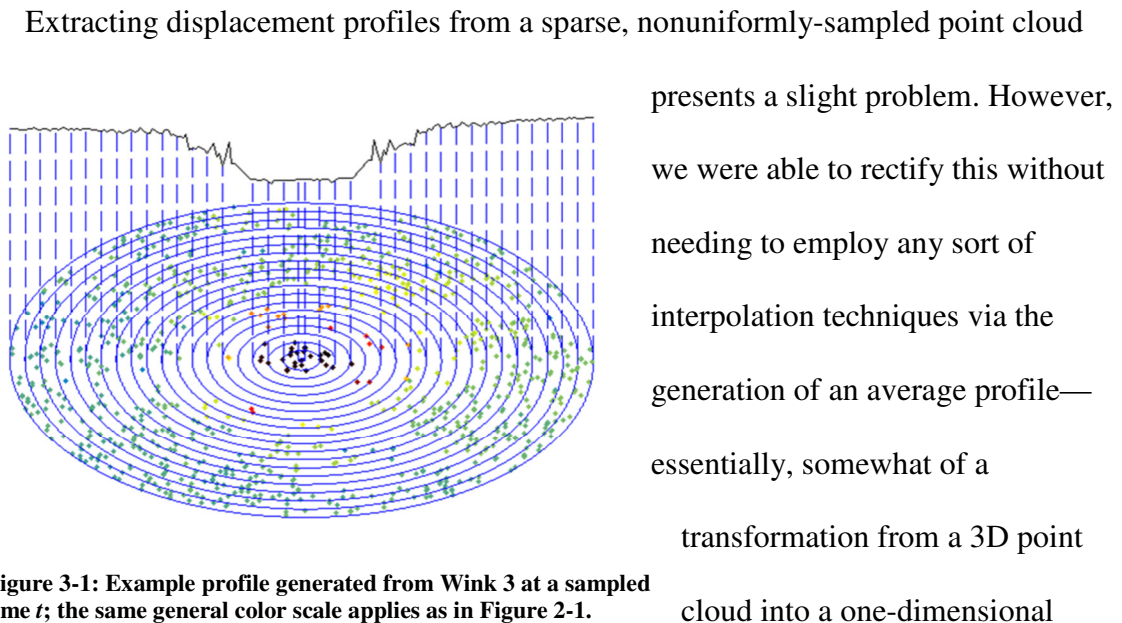 Extracting displacement profiles from a sparse, nonuniformly-sampled point cloud
presents a slight problem. However,
we were able to rectify this without
needing to employ any sort of
interpolation techniques via the
generation of an average profile—
essentially, somewhat of a
transformation from a 3D point
cloud into a one-dimensional
igure 3-1: Example profile generated from Wink 3 at a sampled
me t; the same general color scale applies as in Figure 2-1.